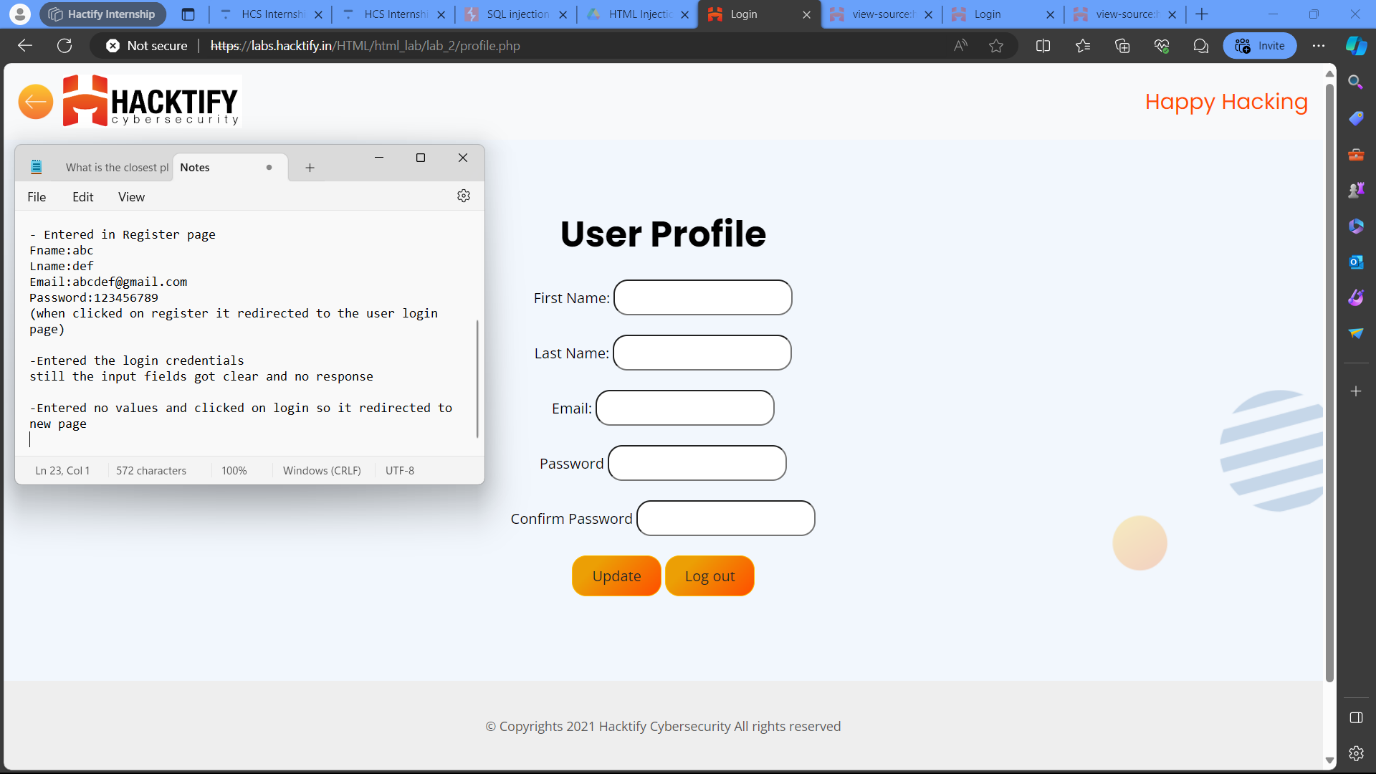 Hactify Internship
HCS Internshi
HCS Internshi
SQL injection
HTML Injectio
Login
view-source:h
Login
view-source:h
Not secure
https://labs.hacktify.in/HTML/html_lab/lab_2/profile.php
Invite
HACKTIFY
cybersecurity
Happy Hacking
What is the closest pl
Notes
File Edit View
- Entered in Register page
Fname:abc
Lname:def
Email:abcdef@gmail.com
Password:123456789
(when clicked on register it redirected to the user login
page)
-Entered the login credentials
still the input fields got clear and no response
-Entered no values and clicked on login so it redirected to
new page
Ln 23, Col 1 572 characters 100% Windows (CRLF) UTF-8
User Profile
First Name:
Last Name:
Email:
Password
Confirm Password
Update Log out
© Copyrights 2021 Hacktify Cybersecurity All rights reserved